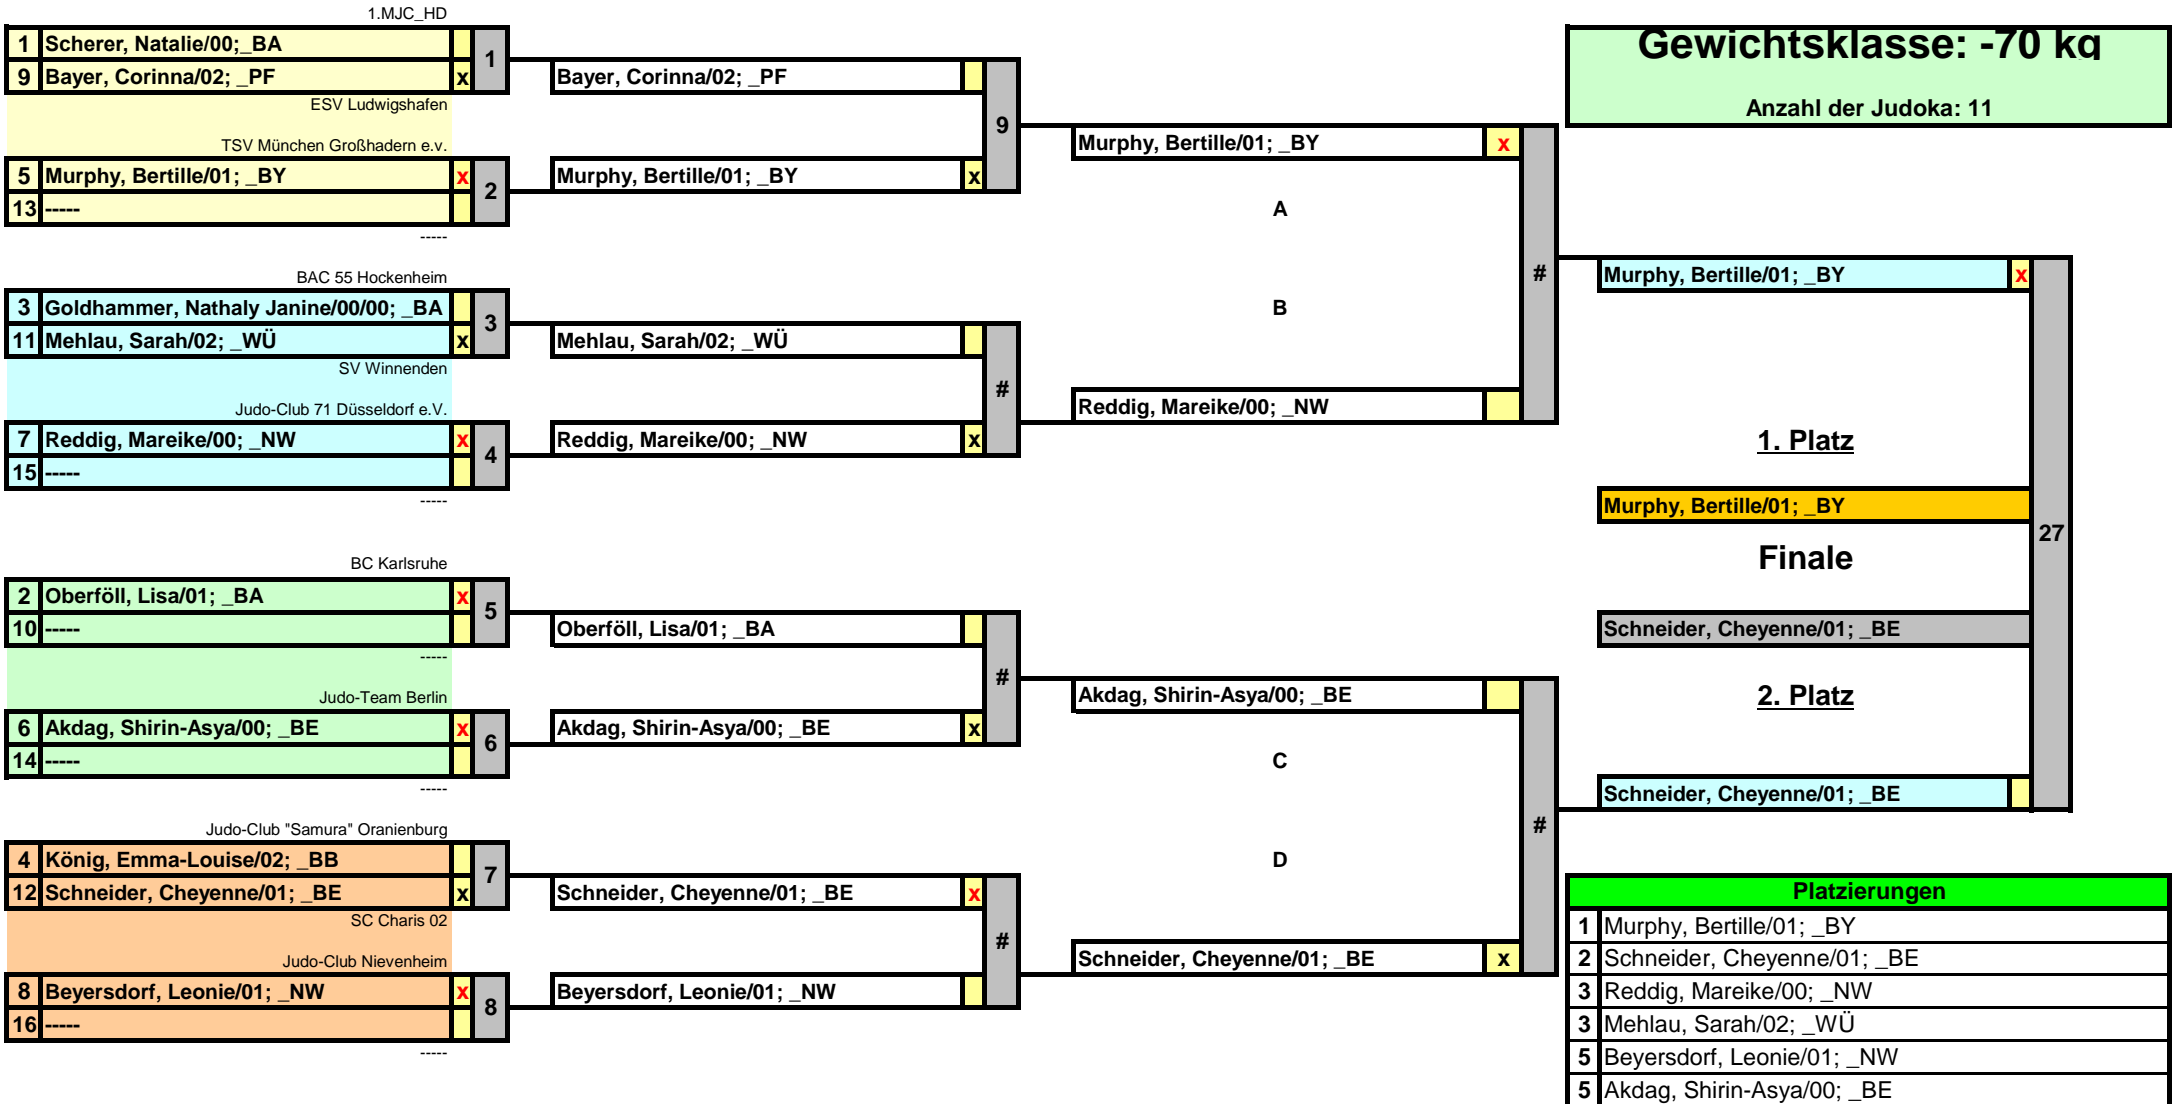 1.MJC_HD
1 Scherer, Natalie/00;_BA
1
9 Bayer, Corinna/02; _PF x
ESV Ludwigshafen
TSV München Großhadern e.v.
5 Murphy, Bertille/01; _BY x
2
13 -----
-----
BAC 55 Hockenheim
3 Goldhammer, Nathaly Janine/00/00; _BA
3
11 Mehlau, Sarah/02; _WÜ x
SV Winnenden
Judo-Club 71 Düsseldorf e.V.
7 Reddig, Mareike/00; _NW x
4
15 -----
-----
BC Karlsruhe
2 Oberföll, Lisa/01; _BA x
5
10 -----
-----
Judo-Team Berlin
6 Akdag, Shirin-Asya/00; _BE x
6
14 -----
-----
Judo-Club "Samura" Oranienburg
4 König, Emma-Louise/02; _BB
7
12 Schneider, Cheyenne/01; _BE x
SC Charis 02
Judo-Club Nievenheim
8 Beyersdorf, Leonie/01; _NW x
8
16 -----
-----
Bayer, Corinna/02; _PF
9
Murphy, Bertille/01; _BY x
Mehlau, Sarah/02; _WÜ
#
Reddig, Mareike/00; _NW x
Oberföll, Lisa/01; _BA
#
Akdag, Shirin-Asya/00; _BE x
Schneider, Cheyenne/01; _BE x
#
Beyersdorf, Leonie/01; _NW
Murphy, Bertille/01; _BY x
A
#
B
Reddig, Mareike/00; _NW
Akdag, Shirin-Asya/00; _BE
C
#
D
Schneider, Cheyenne/01; _BE x
Gewichtsklasse: -70 kg
Anzahl der Judoka: 11
Murphy, Bertille/01; _BY x
1. Platz
Murphy, Bertille/01; _BY
27
Finale
Schneider, Cheyenne/01; _BE
2. Platz
Schneider, Cheyenne/01; _BE
Platzierungen
1 Murphy, Bertille/01; _BY
2 Schneider, Cheyenne/01; _BE
3 Reddig, Mareike/00; _NW
3 Mehlau, Sarah/02; _WÜ
5 Beyersdorf, Leonie/01; _NW
5 Akdag, Shirin-Asya/00; _BE